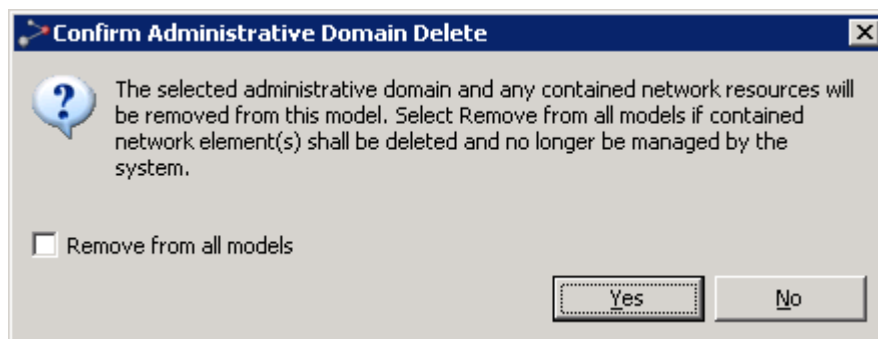 Confirm Administrative Domain Delete
The selected administrative domain and any contained network resources will
be removed from this model. Select Remove from all models if contained
network element(s) shall be deleted and no longer be managed by the
system.
Remove from all models
Yes No